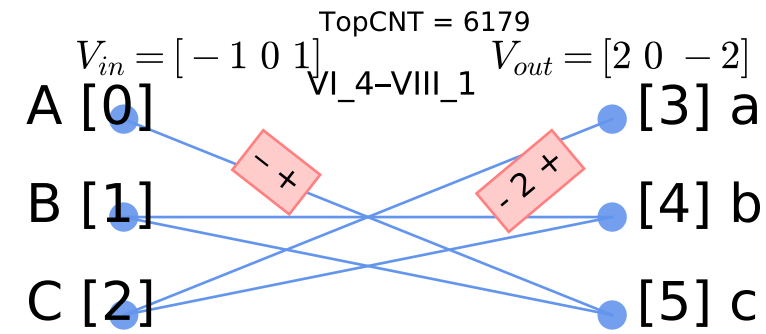 TopCNT = 6179
V_in = [ − 1 0 1]
V_out = [2 0 − 2]
VI_4–VIII_1
A [0]
[3] a
- +
- 2 +
B [1]
[4] b
C [2]
[5] c